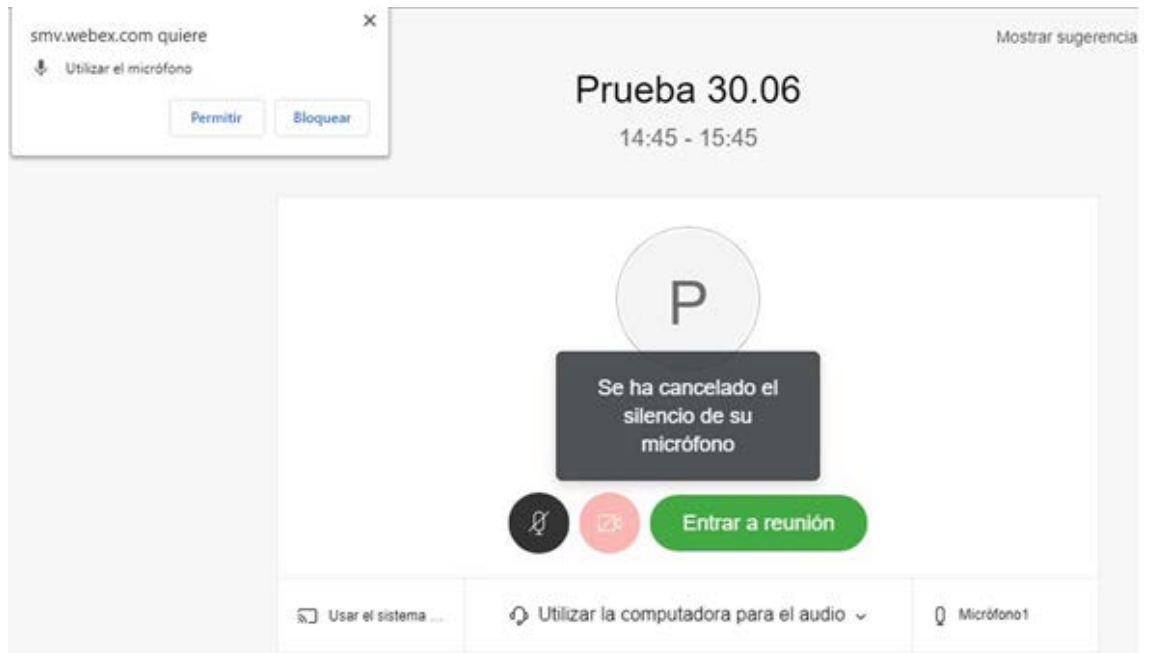 smv.webex.com quiere
Utilizar el micrófono
Permitir
Bloquear
Mostrar sugerencia
Prueba 30.06
14:45 - 15:45
P
Se ha cancelado el
silencio de su
micrófono
Entrar a reunión
Usar el sistema ...
Utilizar la computadora para el audio
Micrófono1